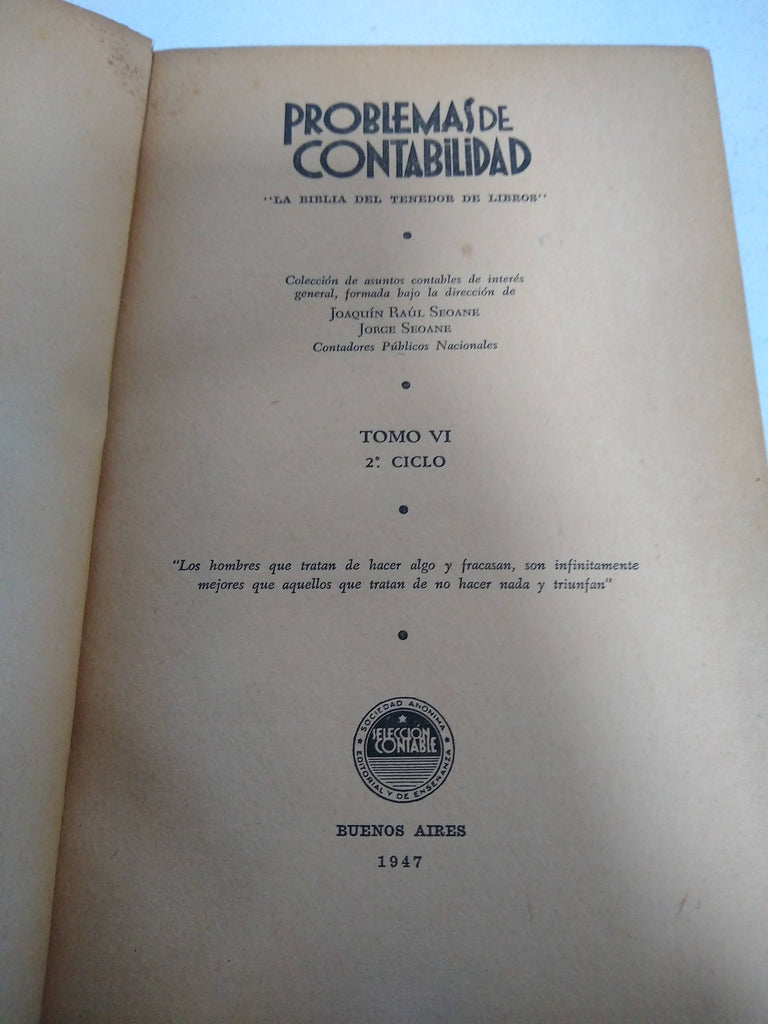 PROBLEMAS DE
CONTABILIDAD
"LA BIBLIA DEL TENEDOR DE LIBROS"
Colección de asuntos contables de interés
general, formada bajo la dirección de
JOAQUÍN RAÚL SEOANE
JORGE SEOANE
Contadores Públicos Nacionales
TOMO VI
2º CICLO
"Los hombres que tratan de hacer algo y fracasan, son infinitamente
mejores que aquellos que tratan de no hacer nada y triunfan"
SOCIEDAD ANÓNIMA
SELECCIÓN
CONTABLE
EDITORIAL Y DE ENSEÑANZA
BUENOS AIRES
1947